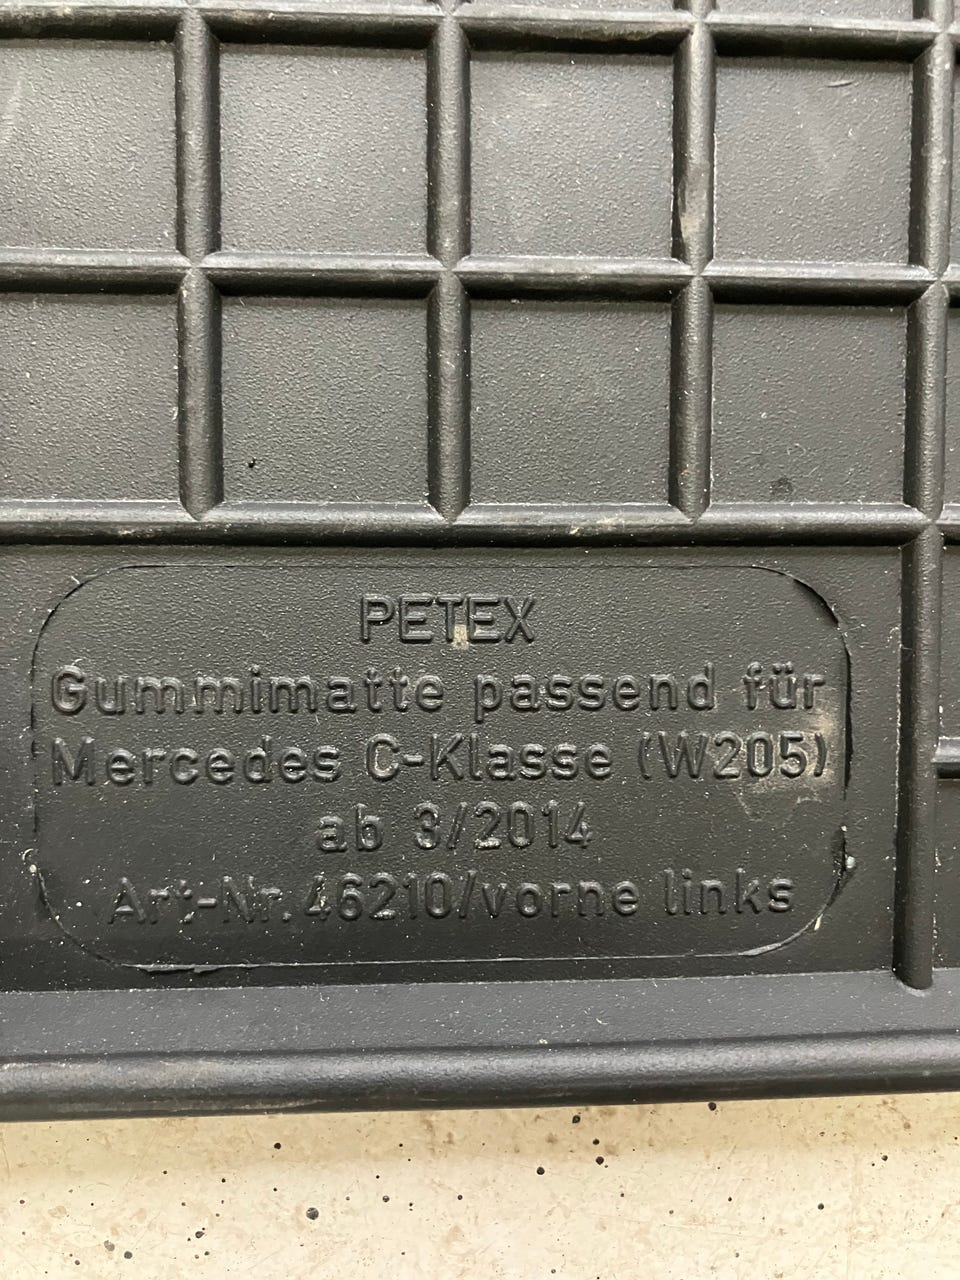 PETEX
Gummimatte passend für
Mercedes C-Klasse (W205)
ab 3/2014
Art-Nr. 46210/vorne links